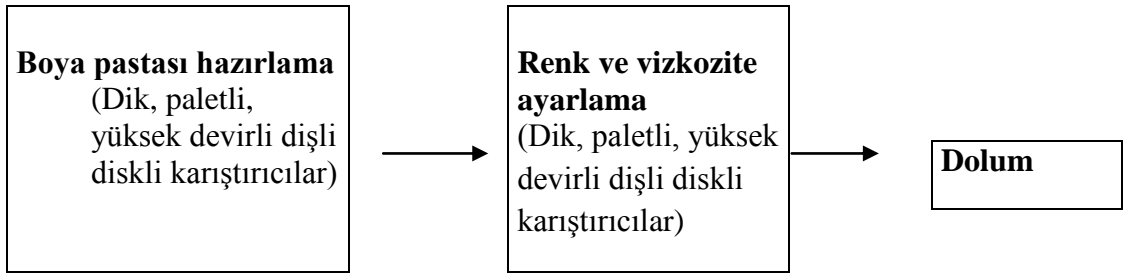 Boya pastası hazırlama
(Dik, paletli,
yüksek devirli dişli
diskli karıştırıcılar)
Renk ve vizkozite
ayarlama
(Dik, paletli, yüksek
devirli dişli diskli
karıştırıcılar)
Dolum